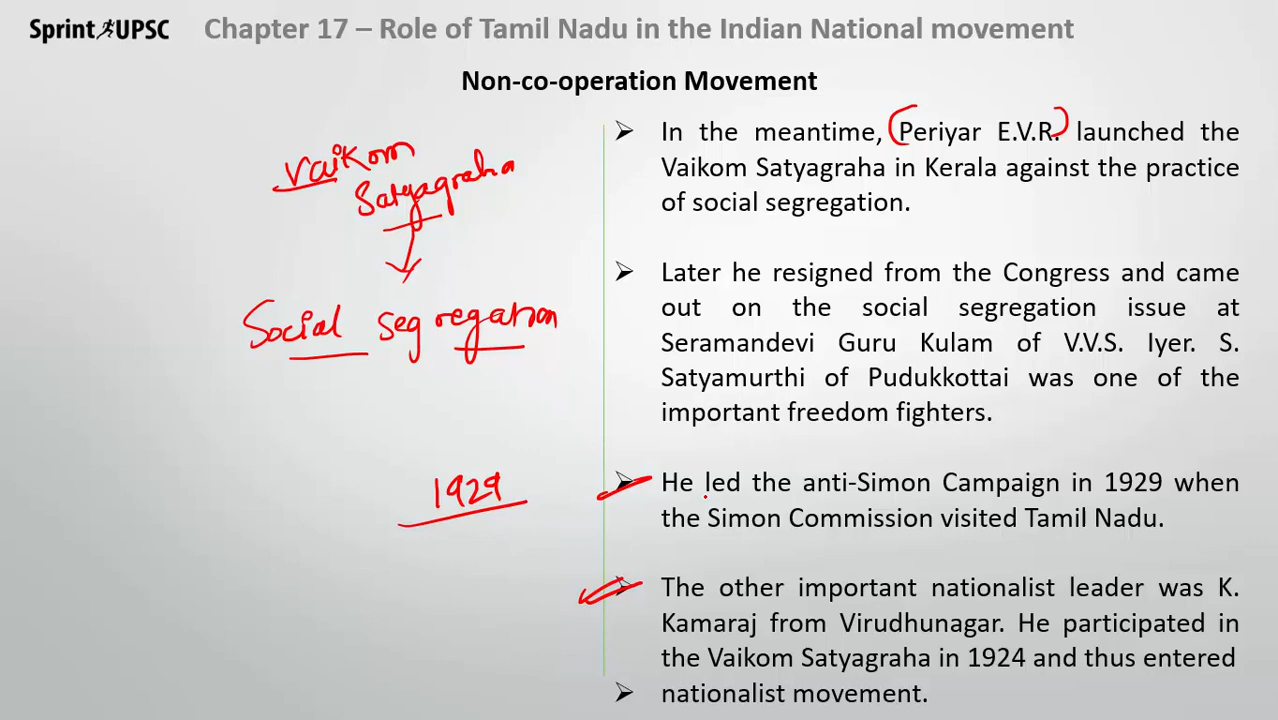 Sprint UPSC
Chapter 17 – Role of Tamil Nadu in the Indian National movement
Non-co-operation Movement
Vaikom
Satyagraha
Social segregation
1929
➢ In the meantime, Periyar E.V.R. launched the
Vaikom Satyagraha in Kerala against the practice
of social segregation.
➢ Later he resigned from the Congress and came
out on the social segregation issue at
Seramandevi Guru Kulam of V.V.S. Iyer. S.
Satyamurthi of Pudukkottai was one of the
important freedom fighters.
➢ He led the anti-Simon Campaign in 1929 when
the Simon Commission visited Tamil Nadu.
➢ The other important nationalist leader was K.
Kamaraj from Virudhunagar. He participated in
the Vaikom Satyagraha in 1924 and thus entered
➢ nationalist movement.